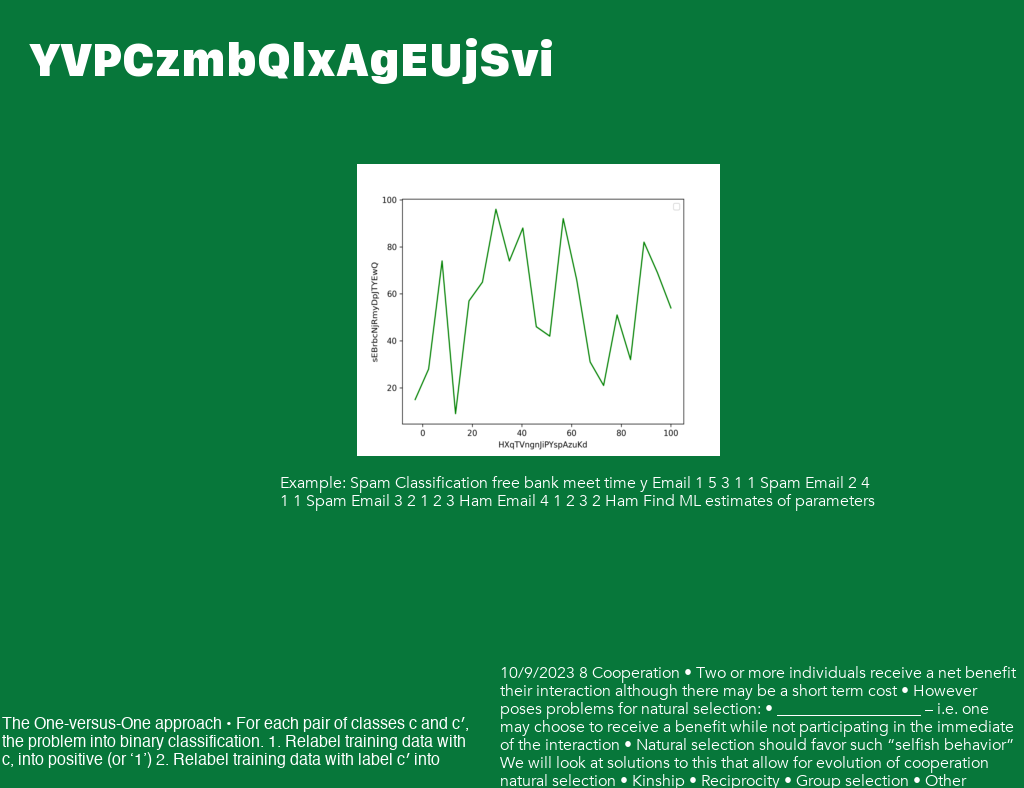 YVPCzmbQlxAgEUjSvi
100
80
60
40
20
sEBrbcNjRmyDpJTYEwQ
0 20 40 60 80 100
HXqTVngnJiPYspAzuKd
Example: Spam Classification free bank meet time y Email 1 5 3 1 1 Spam Email 2 4
1 1 Spam Email 3 2 1 2 3 Ham Email 4 1 2 3 2 Ham Find ML estimates of parameters
The One-versus-One approach • For each pair of classes c and c′,
the problem into binary classification. 1. Relabel training data with
c, into positive (or ‘1’) 2. Relabel training data with label c′ into
10/9/2023 8 Cooperation • Two or more individuals receive a net benefit
their interaction although there may be a short term cost • However
poses problems for natural selection: • ___________________ – i.e. one
may choose to receive a benefit while not participating in the immediate
of the interaction • Natural selection should favor such “selfish behavior”
We will look at solutions to this that allow for evolution of cooperation
natural selection • Kinship • Reciprocity • Group selection • Other